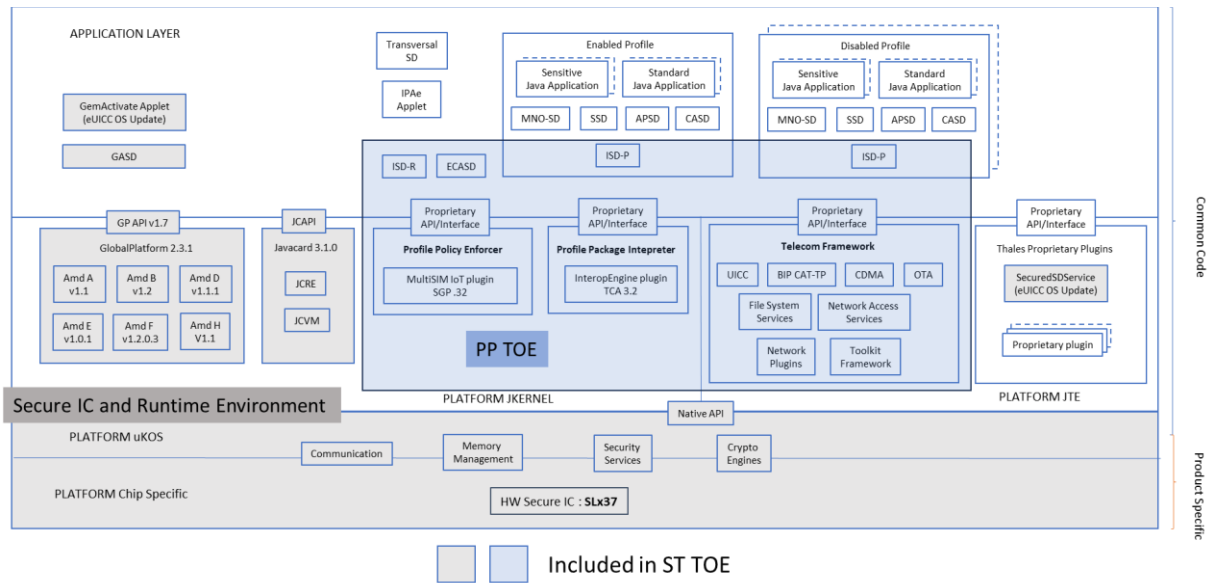 APPLICATION LAYER
Transversal
SD
IPAe
Applet
GemActivate Applet
(eUICC OS Update)
GASD
Enabled Profile
Sensitive
Java Application
Standard
Java Application
MNO-SD
SSD
APSD
CASD
ISD-P
Disabled Profile
Sensitive
Java Application
Standard
Java Application
MNO-SD
SSD
APSD
CASD
ISD-P
ISD-R
ECASD
GP API v1.7
GlobalPlatform 2.3.1
Amd A
v1.1
Amd B
v1.2
Amd D
v1.1.1
Amd E
v1.0.1
Amd F
v1.2.0.3
Amd H
V1.1
JCAPI
Javacard 3.1.0
JCRE
JCVM
Proprietary
API/Interface
Profile Policy Enforcer
MultiSIM IoT plugin
SGP .32
Proprietary
API/Interface
Profile Package Intepreter
InteropEngine plugin
TCA 3.2
PP TOE
Proprietary
API/Interface
Telecom Framework
UICC
BIP CAT-TP
CDMA
OTA
File System
Services
Network Access
Services
Network
Plugins
Toolkit
Framework
Proprietary
API/Interface
Thales Proprietary Plugins
SecuredSDService
(eUICC OS Update)
Proprietary plugin
Secure IC and Runtime Environment
PLATFORM JKERNEL
PLATFORM JTE
Native API
PLATFORM uKOS
Communication
Memory
Management
Security
Services
Crypto
Engines
PLATFORM Chip Specific
HW Secure IC : SLx37
Common Code
Product Specific
Included in ST TOE